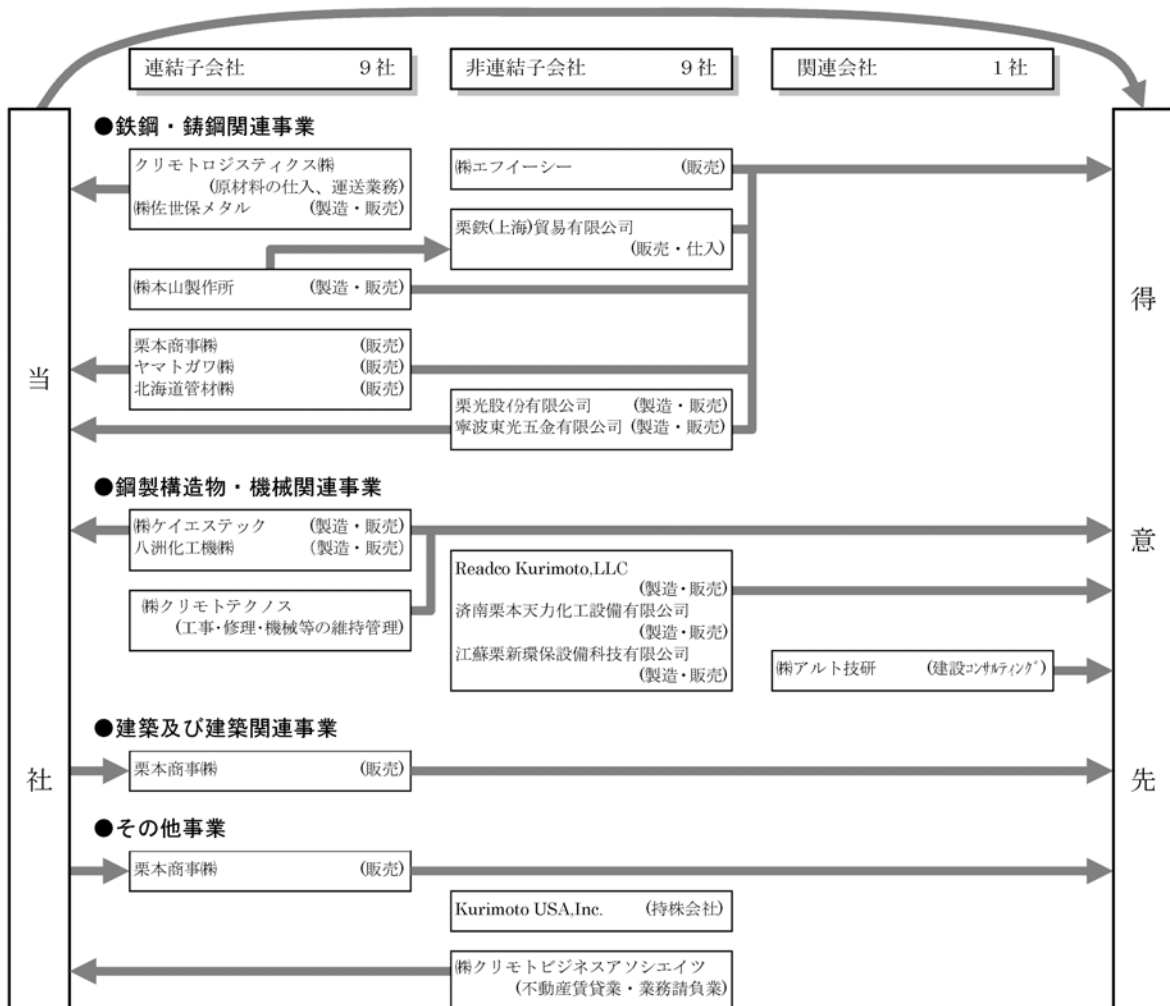 連結子会社 9社
非連結子会社 9社
関連会社 1社
当社
得意先
●鉄鋼・鋳鋼関連事業
クリモトロジスティクス㈱
(原材料の仕入、運送業務)
㈱佐世保メタル (製造・販売)
㈱エフイーシー (販売)
栗鉄(上海)貿易有限公司
(販売・仕入)
㈱本山製作所 (製造・販売)
栗本商事㈱ (販売)
ヤマトガワ㈱ (販売)
北海道管材㈱ (販売)
栗光股份有限公司 (製造・販売)
寧波東光五金有限公司 (製造・販売)
●鋼製構造物・機械関連事業
㈱ケイエステック (製造・販売)
八洲化工機㈱ (製造・販売)
㈱クリモトテクノス
(工事・修理・機械等の維持管理)
Readco Kurimoto,LLC
(製造・販売)
済南栗本天力化工設備有限公司
(製造・販売)
江蘇栗新環保設備科技有限公司
(製造・販売)
㈱アルト技研 (建設ｺﾝｻﾙﾃｨﾝｸﾞ)
●建築及び建築関連事業
栗本商事㈱ (販売)
●その他事業
栗本商事㈱ (販売)
Kurimoto USA,Inc. (持株会社)
㈱クリモトビジネスアソシエイツ
(不動産賃貸業・業務請負業)